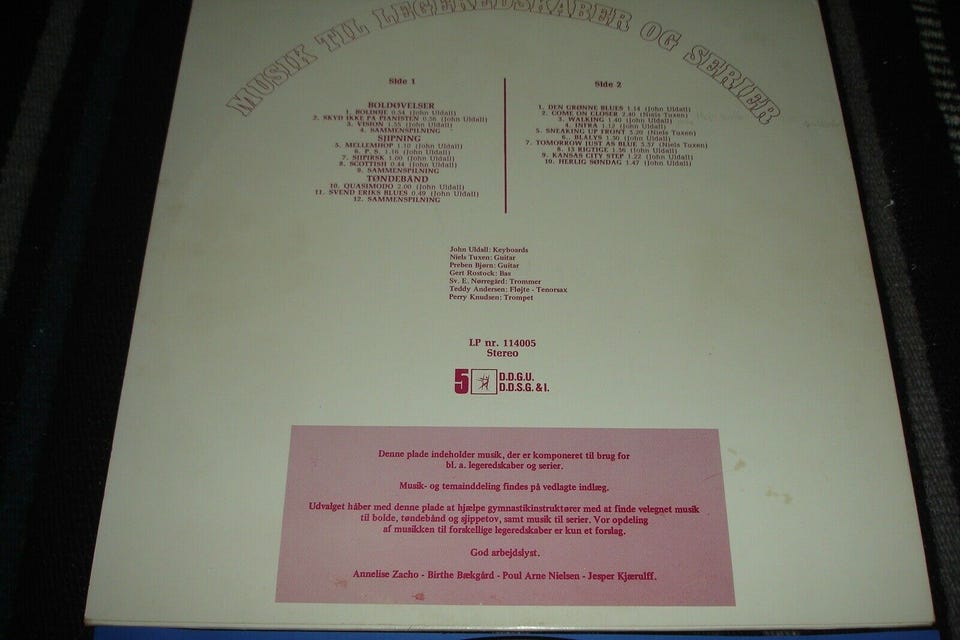 MUSIK TIL LEGEREDSKABER OG SERIER
Side 1
BOLDØVELSER
2. SKYD IKKE PA PIANISTEN 0.56 (John Uldall)
3. VISION 1.55 (John Uldall)
4. SAMMENSPILNING
SJIPNING
5. MELLEMHOP 1.10 (John Uldall)
6. P. S. 1.16 (John Uldall)
7. SJIPIRSK 1.00 (John Uldall)
8. SCOTTISH 0.44 (John Uldall)
9. SAMMENSPILNING
TØNDEBÅND
10. QUASIMODO 2.00 (John Uldall)
11. SVEND ERIKS BLUES 0.49 (John Uldall)
12. SAMMENSPILNING
Side 2
1. DEN GRØNNE BLUES 1.14 (John Uldall)
2. COME ON CLOSER 2.80 (Niels Tuxen)
3. WALKING 1.40 (John Uldall)
4. INTRA 1.12 (John Uldall)
5. SNEAKING UP FRONT 3.20 (Niels Tuxen)
6. BLALYS 1.50 (John Uldall)
7. TOMORROW JUST AS BLUE 3.37 (Niels Tuxen)
8. 13 RIGTIGE 1.56 (John Uldall)
9. KANSAS CITY STEP 1.22 (John Uldall)
10. HERLIG SØNDAG 1.47 (John Uldall)
John Uldall: Keyboards
Niels Tuxen: Guitar
Preben Bjørn: Guitar
Gert Rostock: Bas
Sv. E. Nørregård: Trommer
Teddy Andersen: Fløjte - Tenorsax
Perry Knudsen: Trompet
LP nr. 114005
Stereo
5 D.D.G.U.
D.D.S.G. & I.
Denne plade indeholder musik, der er komponeret til brug for
bl. a. legeredskaber og serier.
Musik- og temainddeling findes på vedlagte indlæg.
Udvalget håber med denne plade at hjælpe gymnastikinstruktører med at finde velegnet musik
til bolde, tøndebånd og sjippetov, samt musik til serier. Vor opdeling
af musikken til forskellige legeredskaber er kun et forslag.
God arbejdslyst.
Annelise Zacho - Birthe Bækgård - Poul Arne Nielsen - Jesper Kjærulff.